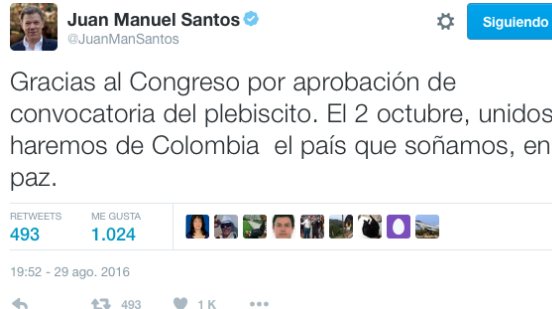 Juan Manuel Santos
@JuanManSantos
Siguiendo
Gracias al Congreso por aprobación de
convocatoria del plebiscito. El 2 octubre, unidos
haremos de Colombia  el país que soñamos, en
paz.
RETWEETS ME GUSTA
493 1.024
19:52 - 29 ago. 2016
493 1 K